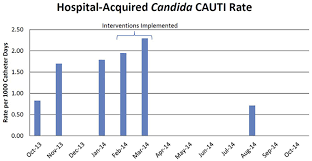 Hospital-Acquired Candida CAUTI Rate
Interventions Implemented
Rate per 1000 Catheter Days
2.50
2.00
1.50
1.00
0.50
0.00
Oct-13
Nov-13
Dec-13
Jan-14
Feb-14
Mar-14
Apr-14
May-14
Jun-14
Jul-14
Aug-14
Sep-14
Oct-14